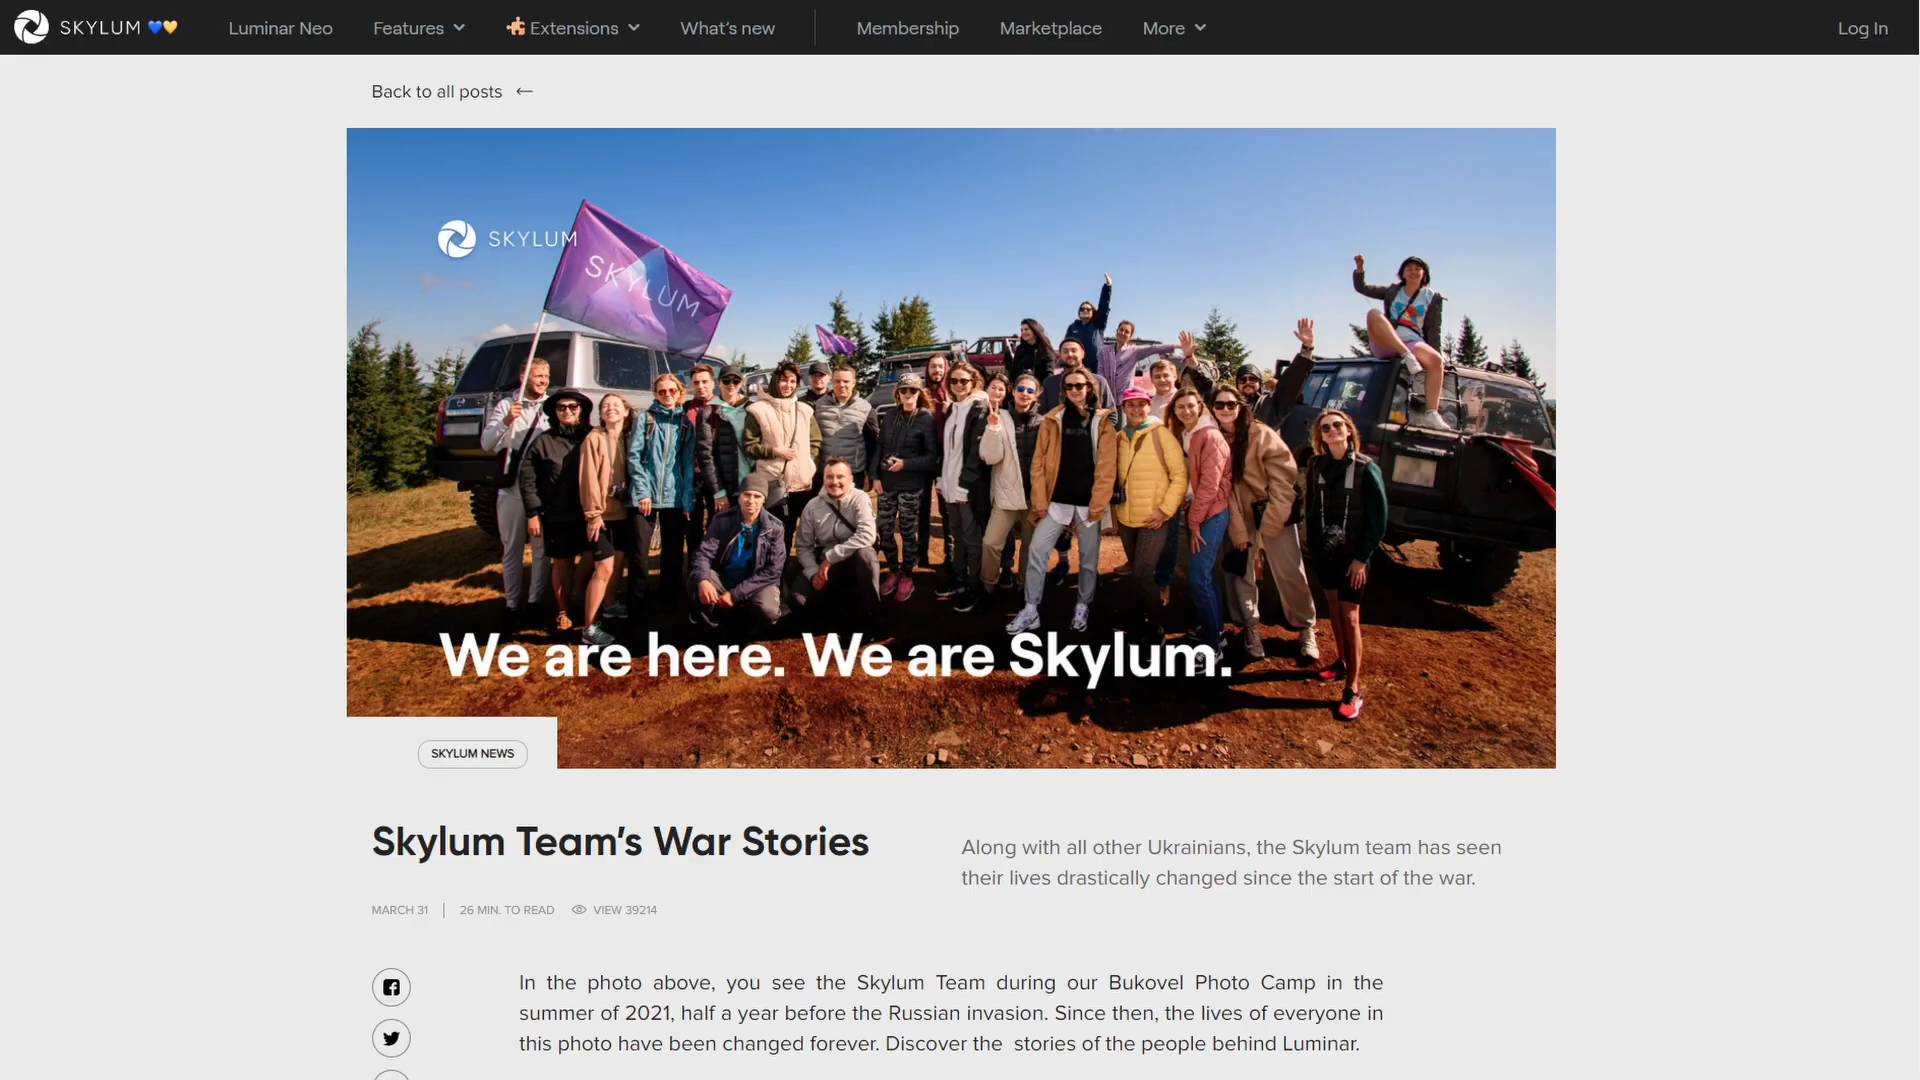 SKYLUM 💙💛 Luminar Neo Features Extensions What's new Membership Marketplace More Log In
Back to all posts ←
SKYLUM
SKYLUM
We are here. We are Skylum.
SKYLUM NEWS
Skylum Team's War Stories
Along with all other Ukrainians, the Skylum team has seen
their lives drastically changed since the start of the war.
MARCH 31 | 26 MIN. TO READ VIEW 39214
In the photo above, you see the Skylum Team during our Bukovel Photo Camp in the
summer of 2021, half a year before the Russian invasion. Since then, the lives of everyone in
this photo have been changed forever. Discover the stories of the people behind Luminar.